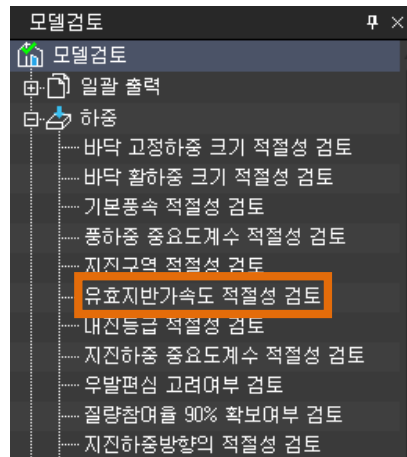 모델검토
모델검토
일괄 출력
하중
바닥 고정하중 크기 적절성 검토
바닥 활하중 크기 적절성 검토
기본풍속 적절성 검토
풍하중 중요도계수 적절성 검토
지진구역 적절성 검토
유효지반가속도 적절성 검토
내진등급 적절성 검토
지진하중 중요도계수 적절성 검토
우발편심 고려여부 검토
질량참여율 90% 확보여부 검토
지진하중방향의 적절성 검토